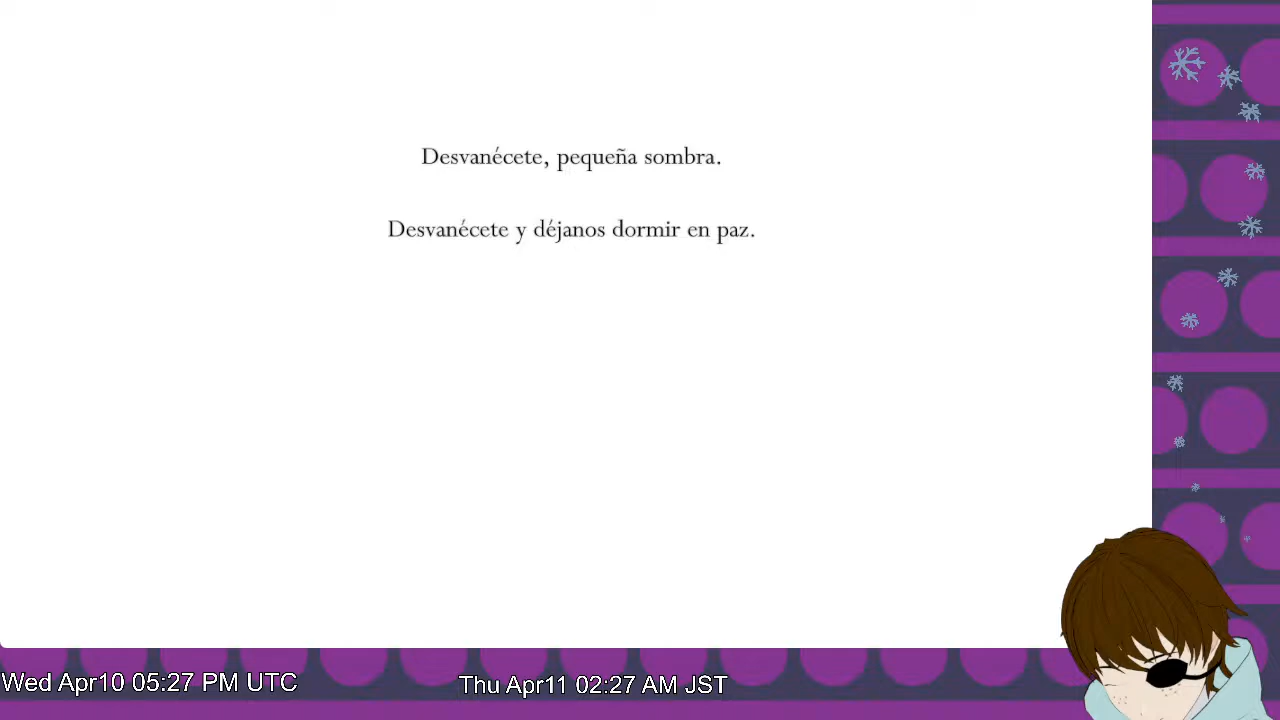 Desvanécete, pequeña sombra.
Desvanécete y déjanos dormir en paz.
Wed Apr10 05:27 PM UTC
Thu Apr11 02:27 AM JST